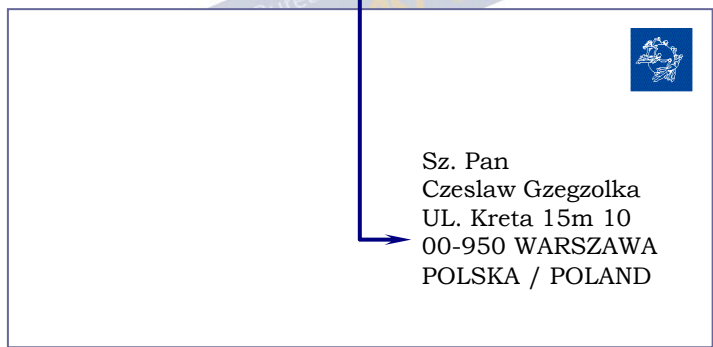 Sz. Pan
Czeslaw Gzegzolka
UL. Kreta 15m 10
00-950 WARSZAWA
POLSKA / POLAND